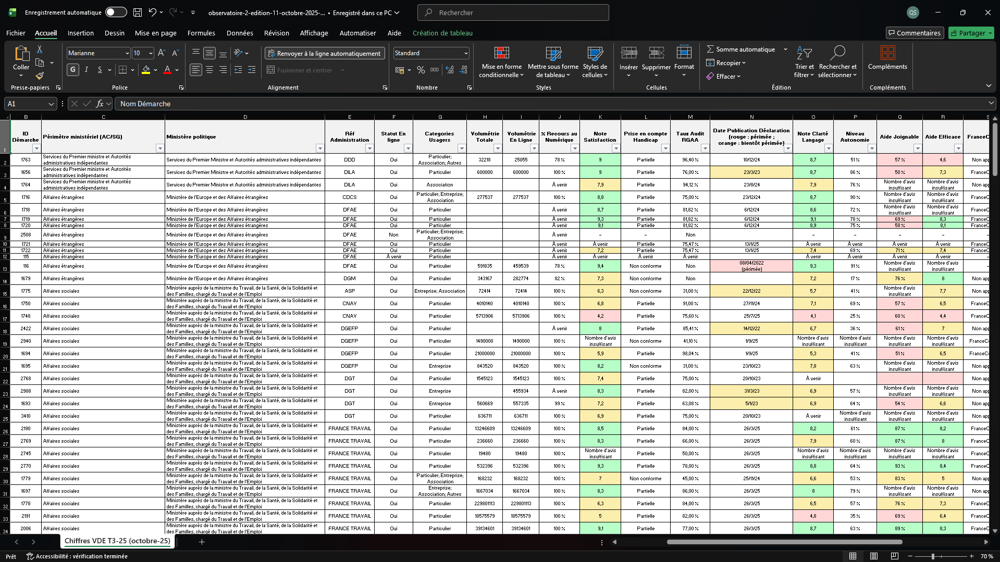 Enregistrement automatique
observatoire-2-edition-11-octobre-2025-... • Enregistré dans ce PC
Rechercher
QS
Fichier Accueil Insertion Dessin Mise en page Formules Données Révision Affichage Automatiser Aide Création de tableau
Commentaires Partager
Coller
Presse-papiers
Marianne 10
G I S
Police
Renvoyer à la ligne automatiquement
Fusionner et centrer
Alignement
Standard
% 000
Nombre
Mise en forme conditionnelle
Mettre sous forme de tableau
Styles de cellules
Styles
Insérer Supprimer Format
Cellules
Somme automatique
Recopier
Effacer
Trier et filtrer
Rechercher et sélectionner
Édition
Compléments
Compléments
A1 fx Nom Démarche
B C D E F G H I J K L M N O P Q R S
1 ID Démarche Périmètre ministériel (AC/SG) Ministère politique Réf Administration Statut En ligne Categories Usagers Volumétrie Totale Volumétrie En Ligne % Recours au Numérique Note Satisfaction Prise en compte Handicap Taux Audit RGAA Date Publication Déclaration (rouge : périmée ; orange : bientôt périmée) Note Clarté Langage Niveau Autonomie Aide Joignable Aide Efficace FranceC
2 1763 Services du Premier ministre et Autorités administratives indépendantes Services du Premier Ministre et Autorités administratives indépendantes DDD Oui Particulier; Association; Autres 32218 25055 78 % 9 Partielle 96,40 % 10/12/24 8,7 51 % 57 % 4,6 Non app
3 1656 Services du Premier ministre et Autorités administratives indépendantes Services du Premier Ministre et Autorités administratives indépendantes DILA Oui Particulier 600000 600000 100 % 9 Partielle 76,00 % 23/3/23 8,7 86 % 50 % 7,3 FranceC
4 1764 Services du Premier ministre et Autorités administratives indépendantes Services du Premier Ministre et Autorités administratives indépendantes DILA Oui Association À venir 7,9 Partielle 94,12 % 23/8/24 7,9 76 % Nombre d'avis insuffisant Nombre d'avis insuffisant Non app
5 1716 Affaires étrangères Ministère de l'Europe et des Affaires étrangères CDCS Oui Particulier; Entreprise; Association 277537 277537 100 % 8,8 Partielle 75,00 % 23/12/24 8,7 90 % Nombre d'avis insuffisant Nombre d'avis insuffisant FranceC
6 1718 Affaires étrangères Ministère de l'Europe et des Affaires étrangères DFAE Oui Particulier À venir 8,7 Partielle 81,82 % 6/12/24 8,6 72 % Nombre d'avis insuffisant Nombre d'avis insuffisant FranceC
7 1719 Affaires étrangères Ministère de l'Europe et des Affaires étrangères DFAE Oui Particulier À venir 9,3 Partielle 81,82 % 6/12/24 9,1 78 % 69 % 8,3 FranceC
8 1720 Affaires étrangères Ministère de l'Europe et des Affaires étrangères DFAE Oui Particulier À venir 9,1 Partielle 81,82 % 6/12/24 8,9 75 % 58 % 8,1 FranceC
9 2508 Affaires étrangères Ministère de l'Europe et des Affaires étrangères DFAE Non Particulier; Entreprise; Association À venir - - Non - - - -
10 1721 Affaires étrangères Ministère de l'Europe et des Affaires étrangères DFAE Oui Particulier À venir À venir Partielle 75,47 % 13/1/25 À venir À venir À venir À venir FranceC
11 1722 Affaires étrangères Ministère de l'Europe et des Affaires étrangères DFAE Oui Particulier À venir 7,2 Partielle 75,47 % 13/1/25 7,4 69 % 71 % 7,4 FranceC
12 115 Affaires étrangères Ministère de l'Europe et des Affaires étrangères DFAE À venir Particulier À venir À venir À venir À venir À venir À venir À venir À venir -
13 116 Affaires étrangères Ministère de l'Europe et des Affaires étrangères DFAE Oui Particulier 591835 459539 78 % 9,4 Non conforme Non 08/04/2022 (périmée) 9,3 91 % Nombre d'avis insuffisant Nombre d'avis insuffisant -
14 1679 Affaires étrangères Ministère de l'Europe et des Affaires étrangères DGM Oui Particulier 343167 282774 82 % 7,3 Non conforme Non 7,2 17 % 76 % 8 Non app
15 1775 Affaires sociales Ministère auprès de la ministre du Travail, de la Santé, de la Solidarité et des Familles, chargé du Travail et de l'Emploi ASP Oui Entreprise; Association 72414 72414 100 % 6,3 Non conforme 31,00 % 22/12/22 5,7 41 % Nombre d'avis insuffisant 7,7 Non app
16 1750 Affaires sociales Ministère auprès de la ministre du Travail, de la Santé, de la Solidarité et des Familles, chargé du Travail et de l'Emploi CNAV Oui Particulier 4010140 4010140 100 % 6,8 Partielle 91,00 % 27/11/24 7,1 69 % 57 % 6,5 FranceC
17 1748 Affaires sociales Ministère auprès de la ministre du Travail, de la Santé, de la Solidarité et des Familles, chargé du Travail et de l'Emploi CNAV Oui Particulier 5713906 5713906 100 % 4,2 Partielle 75,60 % 25/7/25 4,1 25 % 60 % 4,4 FranceC
18 2422 Affaires sociales Ministère auprès de la ministre du Travail, de la Santé, de la Solidarité et des Familles, chargé du Travail et de l'Emploi DGEFP Oui Particulier À venir 8 Partielle 85,41 % 14/12/22 6,7 36 % 61 % 7 Non app
19 2940 Affaires sociales Ministère auprès de la ministre du Travail, de la Santé, de la Solidarité et des Familles, chargé du Travail et de l'Emploi DGEFP Oui Particulier 1490000 1490000 100 % Nombre d'avis insuffisant Non conforme 41,10 % 1/9/25 Nombre d'avis insuffisant Nombre d'avis insuffisant Nombre d'avis insuffisant Nombre d'avis insuffisant FranceCo
20 1694 Affaires sociales Ministère auprès de la ministre du Travail, de la Santé, de la Solidarité et des Familles, chargé du Travail et de l'Emploi DGEFP Oui Particulier 21000000 21000000 100 % 5,9 Partielle 98,04 % 1/9/25 5,3 41 % 51 % 6,5 FranceCo
21 1695 Affaires sociales Ministère auprès de la ministre du Travail, de la Santé, de la Solidarité et des Familles, chargé du Travail et de l'Emploi DGEFP Oui Entreprise 843520 843520 100 % 8,2 Non conforme 31,00 % 23/10/23 7,8 63 % Nombre d'avis insuffisant Nombre d'avis insuffisant Non app
22 2768 Affaires sociales Ministère auprès de la ministre du Travail, de la Santé, de la Solidarité et des Familles, chargé du Travail et de l'Emploi DGT Oui Particulier 1545123 1545123 100 % 7,4 Partielle 75,00 % 20/10/23 À venir Non app
23 2988 Affaires sociales Ministère auprès de la ministre du Travail, de la Santé, de la Solidarité et des Familles, chargé du Travail et de l'Emploi DGT Oui Entreprise 455934 À venir 8,3 Partielle 82,00 % 31/3/23 6,9 57 % Nombre d'avis insuffisant Nombre d'avis insuffisant Non app
24 1693 Affaires sociales Ministère auprès de la ministre du Travail, de la Santé, de la Solidarité et des Familles, chargé du Travail et de l'Emploi DGT Oui Entreprise 560669 557335 99 % 7,2 Partielle 63,08 % 5/1/23 6,9 64 % 54 % 6,6 Non app
25 3410 Affaires sociales Ministère auprès de la ministre du Travail, de la Santé, de la Solidarité et des Familles, chargé du Travail et de l'Emploi DGT Oui Particulier 636711 636711 100 % 6,9 Partielle 75,00 % 20/10/23 À venir Nombre d'avis insuffisant Nombre d'avis insuffisant Nombre d'avis insuffisant Non app
26 2190 Affaires sociales Ministère auprès de la ministre du Travail, de la Santé, de la Solidarité et des Familles, chargé du Travail et de l'Emploi FRANCE TRAVAIL Oui Particulier 13246609 13246609 100 % 8,5 Partielle 84,00 % 26/3/25 8,2 61 % 87 % 8,2 FranceC
27 2769 Affaires sociales Ministère auprès de la ministre du Travail, de la Santé, de la Solidarité et des Familles, chargé du Travail et de l'Emploi FRANCE TRAVAIL Oui Particulier 236660 236660 100 % 8,3 Partielle 66,00 % 26/3/25 7,9 60 % 87 % 8 FranceC
28 2745 Affaires sociales Ministère auprès de la ministre du Travail, de la Santé, de la Solidarité et des Familles, chargé du Travail et de l'Emploi FRANCE TRAVAIL Oui Particulier 19480 19480 100 % Nombre d'avis insuffisant Partielle 50,00 % 26/3/25 Nombre d'avis insuffisant Nombre d'avis insuffisant Nombre d'avis insuffisant Nombre d'avis insuffisant FranceC
29 2770 Affaires sociales Ministère auprès de la ministre du Travail, de la Santé, de la Solidarité et des Familles, chargé du Travail et de l'Emploi FRANCE TRAVAIL Oui Particulier 532396 532396 100 % 9,3 Partielle 78,00 % 26/3/25 8,8 64 % 93 % 8,4 FranceC
30 1779 Affaires sociales Ministère auprès de la ministre du Travail, de la Santé, de la Solidarité et des Familles, chargé du Travail et de l'Emploi FRANCE TRAVAIL Oui Particulier; Entreprise; Association 168232 168232 100 % 7 Non conforme 45,00 % 25/11/24 6,6 53 % 83 % 5 Non app
31 1697 Affaires sociales Ministère auprès de la ministre du Travail, de la Santé, de la Solidarité et des Familles, chargé du Travail et de l'Emploi FRANCE TRAVAIL Oui Entreprise; Association; Autres 1667034 1667034 100 % 8,3 Partielle 86,00 % 26/3/25 8 79 % Nombre d'avis insuffisant Nombre d'avis insuffisant Non app
32 1778 Affaires sociales Ministère auprès de la ministre du Travail, de la Santé, de la Solidarité et des Familles, chargé du Travail et de l'Emploi FRANCE TRAVAIL Oui Particulier 229801113 229801113 100 % 6,3 Partielle 84,00 % 26/3/25 6,5 57 % 76 % 7,3 FranceC
33 2191 Affaires sociales Ministère auprès de la ministre du Travail, de la Santé, de la Solidarité et des Familles, chargé du Travail et de l'Emploi FRANCE TRAVAIL Oui Particulier 18575579 18575579 100 % 5 Partielle 82,00 % 26/3/25 4,8 35 % 69 % 6,4 FranceC
34 2006 Affaires sociales Ministère auprès de la ministre du Travail, de la Santé, de la Solidarité et des Familles, chargé du Travail et de l'Emploi FRANCE TRAVAIL Oui Particulier 39134601 39134601 100 % 9,1 Partielle 77,00 % 26/3/25 8,7 63 % 89 % 8,3 FranceC
Chiffres VDE T3-25 (octobre-25)
Prêt Accessibilité : vérification terminée 70 %